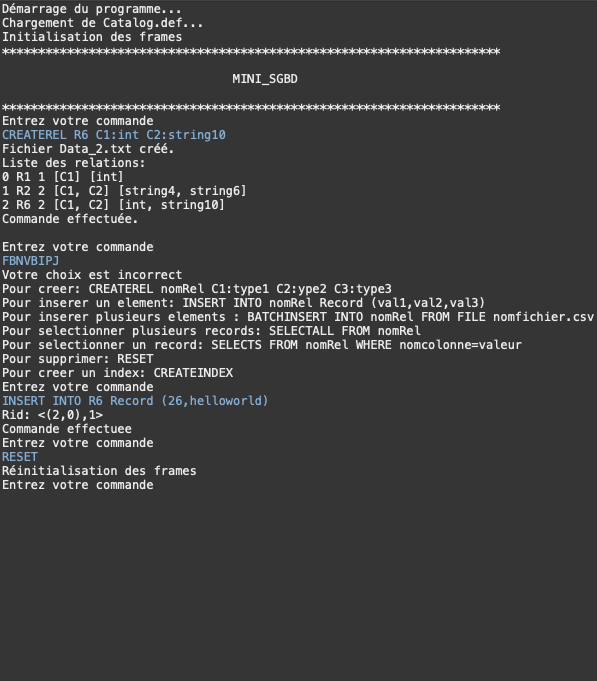 Démarrage du programme...
Chargement de Catalog.def...
Initialisation des frames
*********************************************************************
MINI_SGBD
*********************************************************************
Entrez votre commande
CREATEREL R6 C1:int C2:string10
Fichier Data_2.txt créé.
Liste des relations:
0 R1 1 [C1] [int]
1 R2 2 [C1, C2] [string4, string6]
2 R6 2 [C1, C2] [int, string10]
Commande effectuée.
Entrez votre commande
FBNVBIPJ
Votre choix est incorrect
Pour creer: CREATEREL nomRel C1:type1 C2:ype2 C3:type3
Pour inserer un element: INSERT INTO nomRel Record (val1,val2,val3)
Pour inserer plusieurs elements : BATCHINSERT INTO nomRel FROM FILE nomfichier.csv
Pour selectionner plusieurs records: SELECTALL FROM nomRel
Pour selectionner un record: SELECTS FROM nomRel WHERE nomcolonne=valeur
Pour supprimer: RESET
Pour creer un index: CREATEINDEX
Entrez votre commande
INSERT INTO R6 Record (26,helloworld)
Rid: <(2,0),1>
Commande effectuee
Entrez votre commande
RESET
Réinitialisation des frames
Entrez votre commande